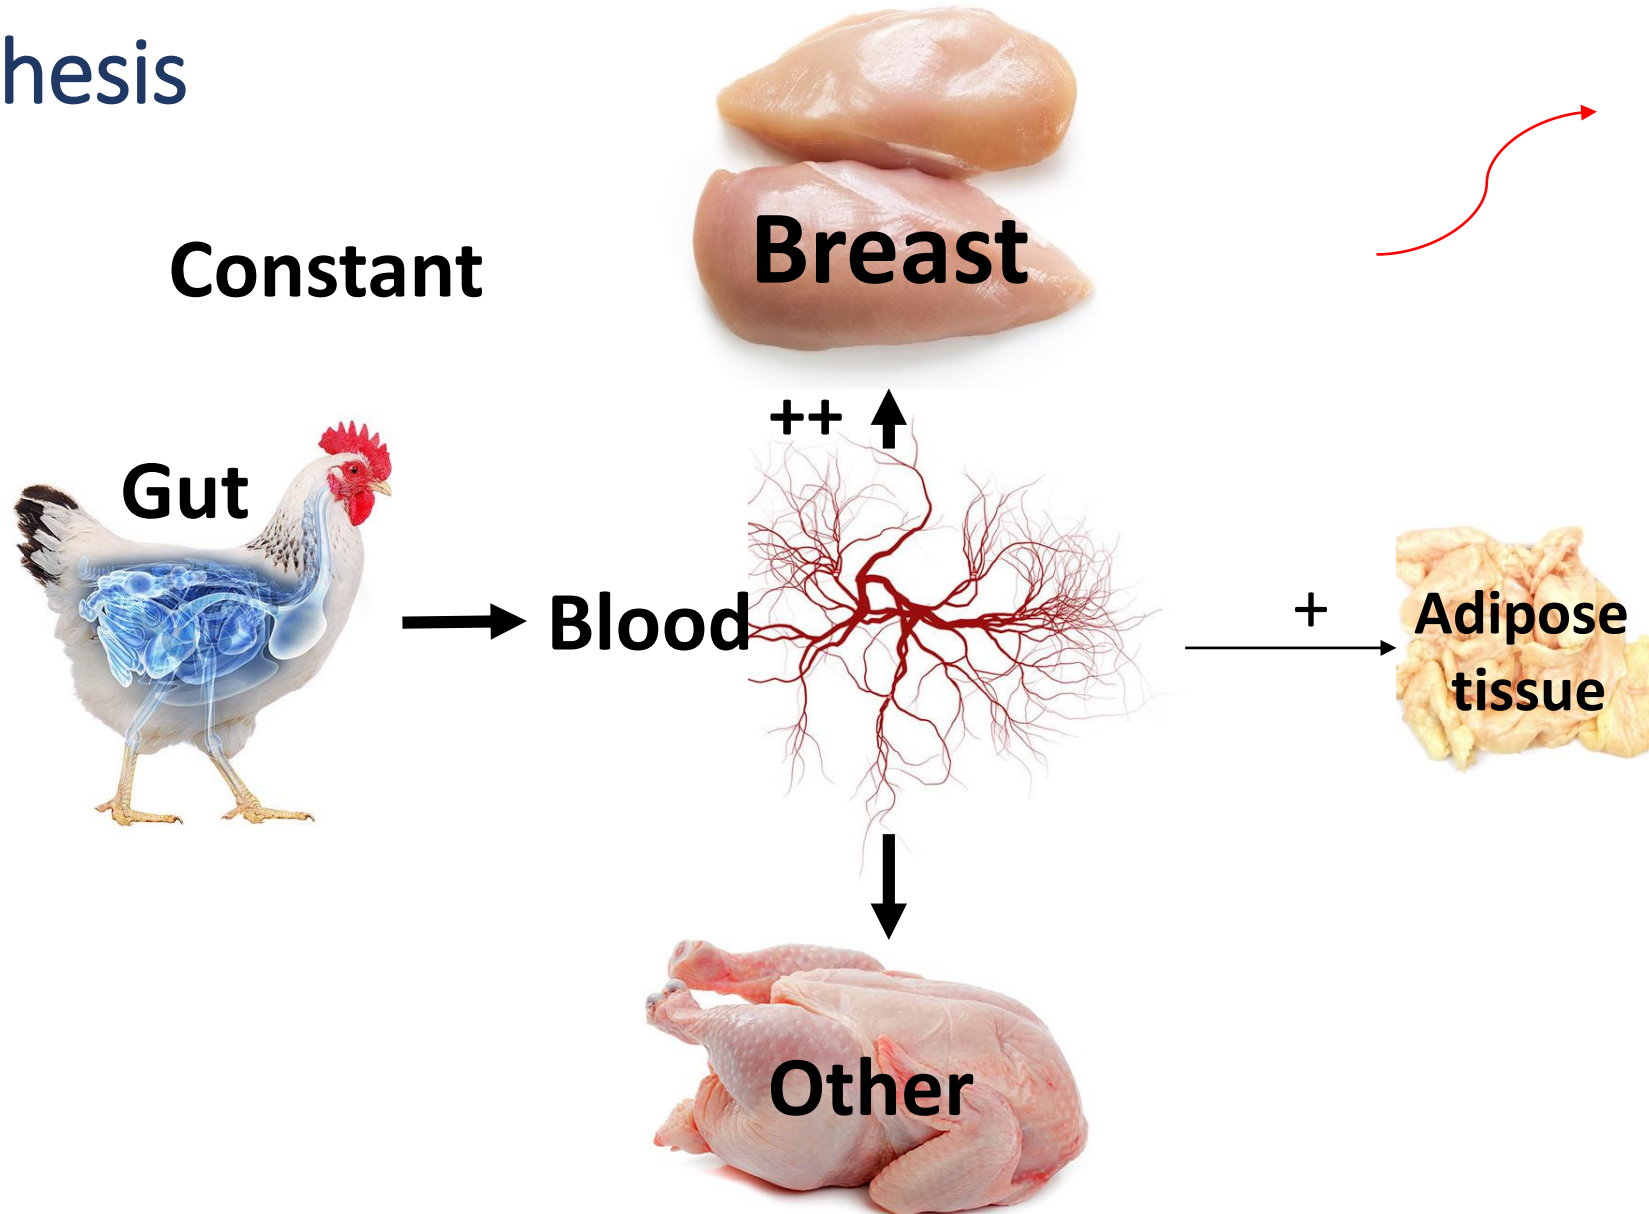 hesis
Constant
Breast
++
Gut
Blood
+
Adipose
tissue
Other